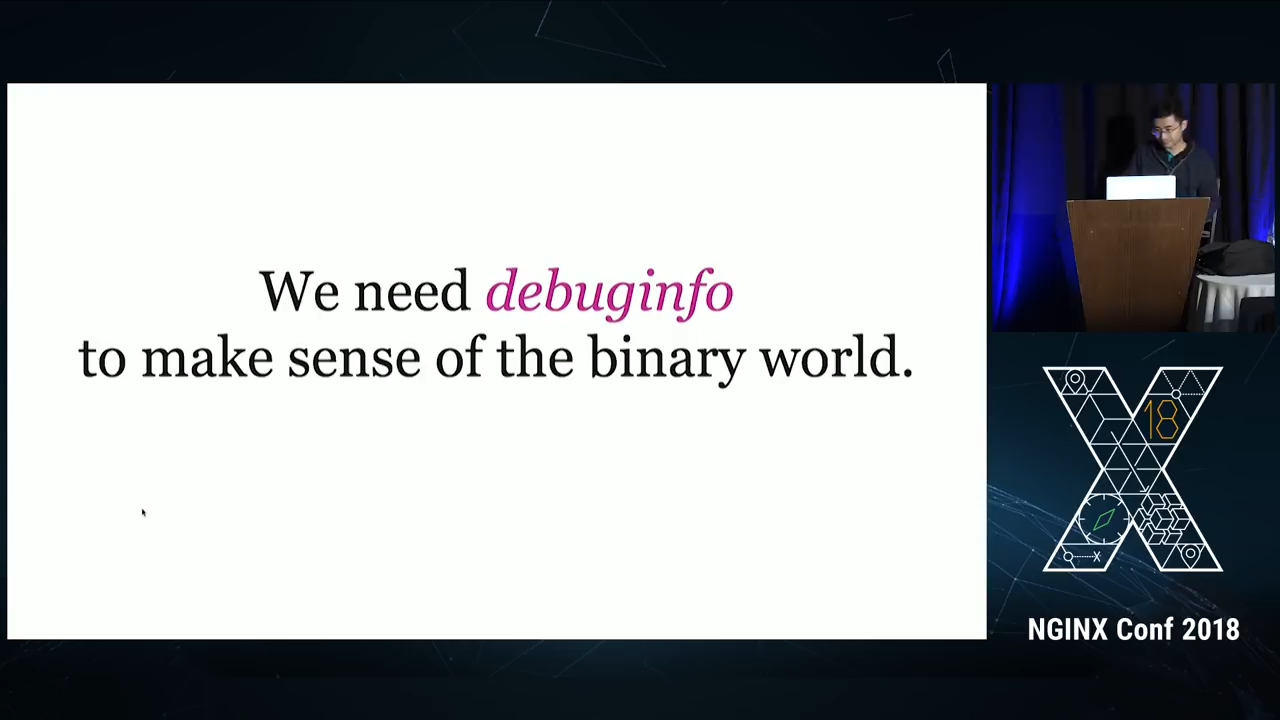 We need debuginfo
to make sense of the binary world.
18
NGINX Conf 2018